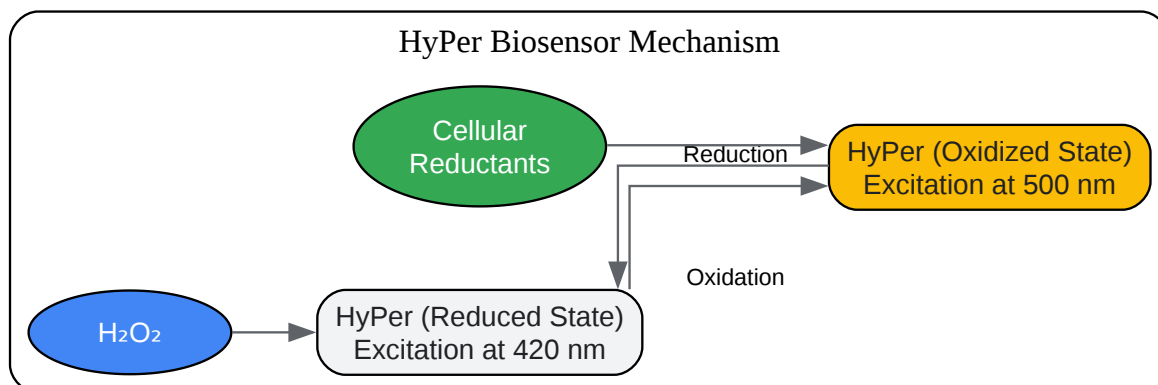 HyPer Biosensor Mechanism
Cellular
Reductants
Reduction
HyPer (Oxidized State)
Excitation at 500 nm
Oxidation
H₂O₂
HyPer (Reduced State)
Excitation at 420 nm